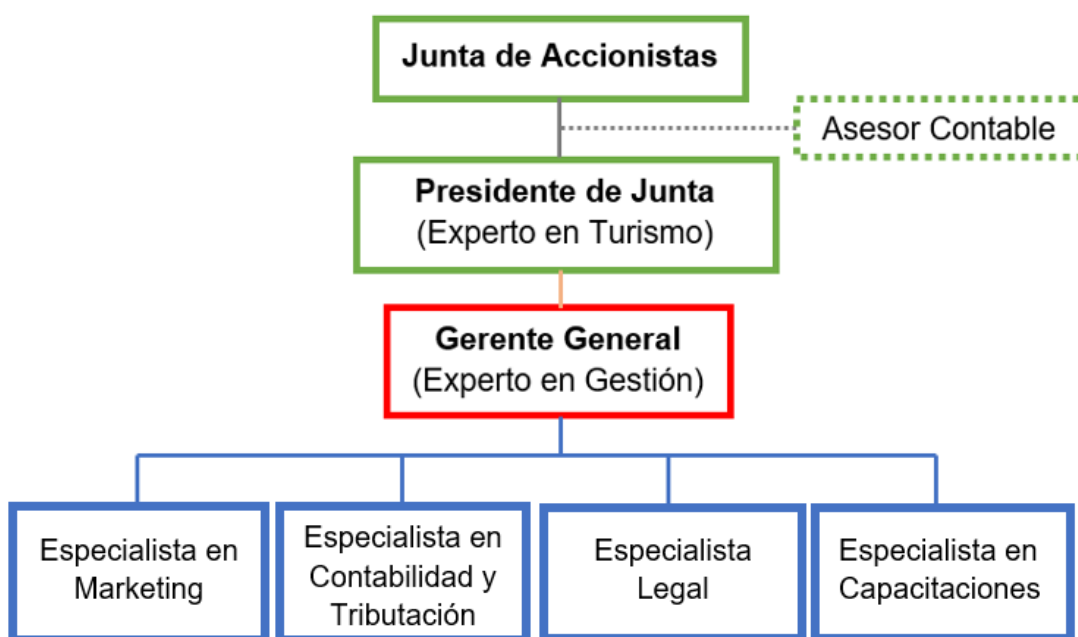 Junta de Accionistas
Asesor Contable
Presidente de Junta
(Experto en Turismo)
Gerente General
(Experto en Gestión)
Especialista en
Marketing
Especialista en
Contabilidad y
Tributación
Especialista
Legal
Especialista en
Capacitaciones